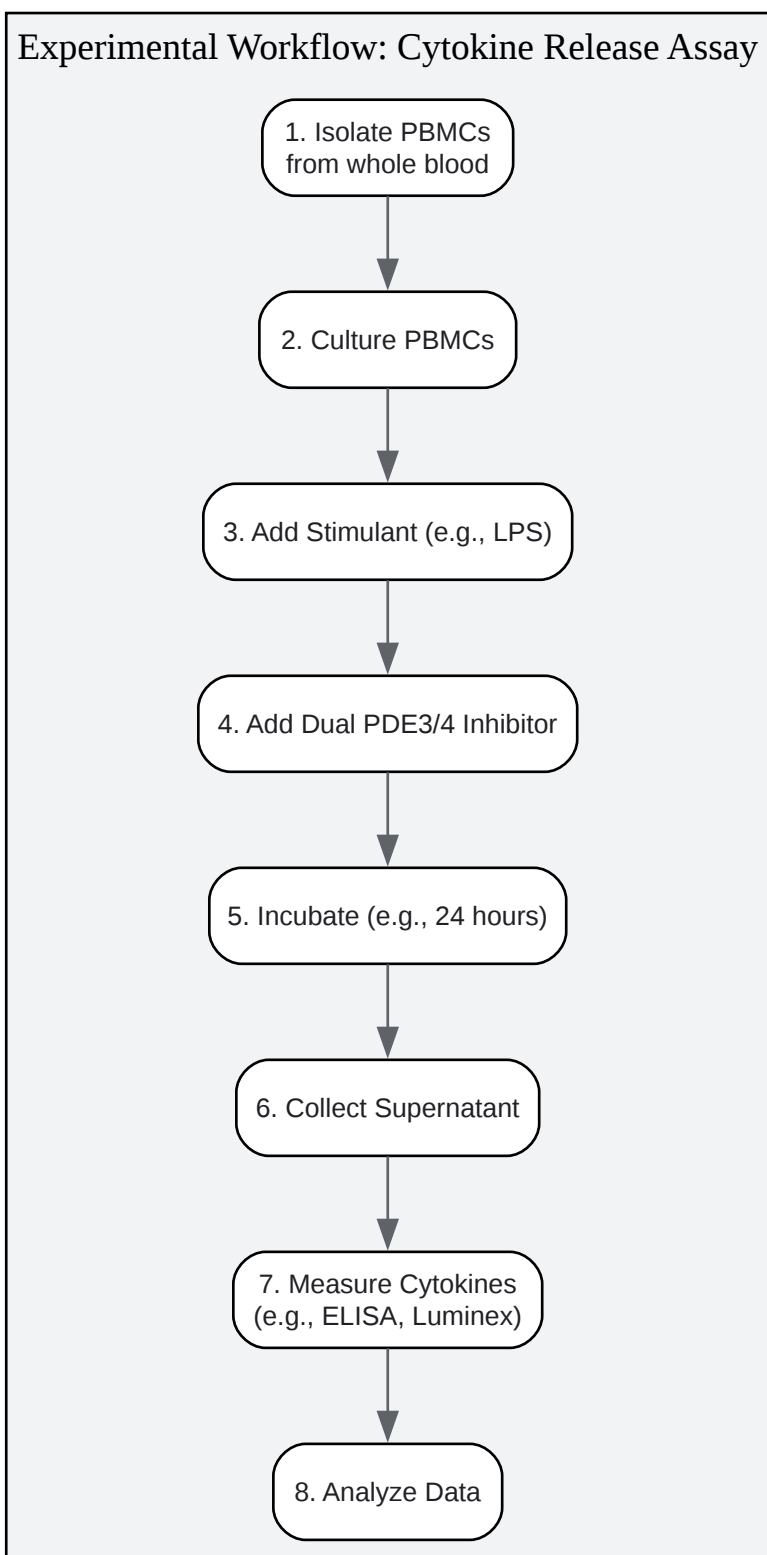 Experimental Workflow: Cytokine Release Assay
1. Isolate PBMCs
from whole blood
2. Culture PBMCs
3. Add Stimulant (e.g., LPS)
4. Add Dual PDE3/4 Inhibitor
5. Incubate (e.g., 24 hours)
6. Collect Supernatant
7. Measure Cytokines
(e.g., ELISA, Luminex)
8. Analyze Data